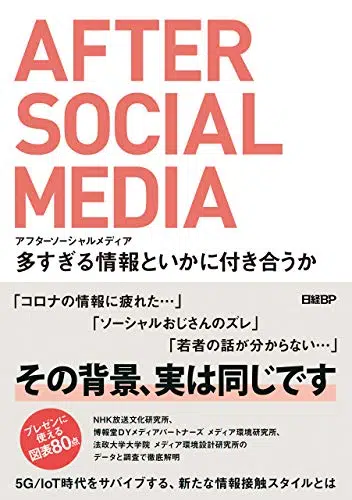 AFTER
SOCIAL
MEDIA
アフターソーシャルメディア
多すぎる情報といかに付き合うか
「コロナの情報に疲れた…」
日経BP
「ソーシャルおじさんのズレ」
「若者の話が分からない…」
その背景、実は同じです
プレゼンに
使える
図表80点
NHK放送文化研究所、
博報堂DYメディアパートナーズ メディア環境研究所、
法政大学大学院 メディア環境設計研究所の
データと調査で徹底解明
5G/IoT時代をサバイブする、新たな情報接触スタイルとは